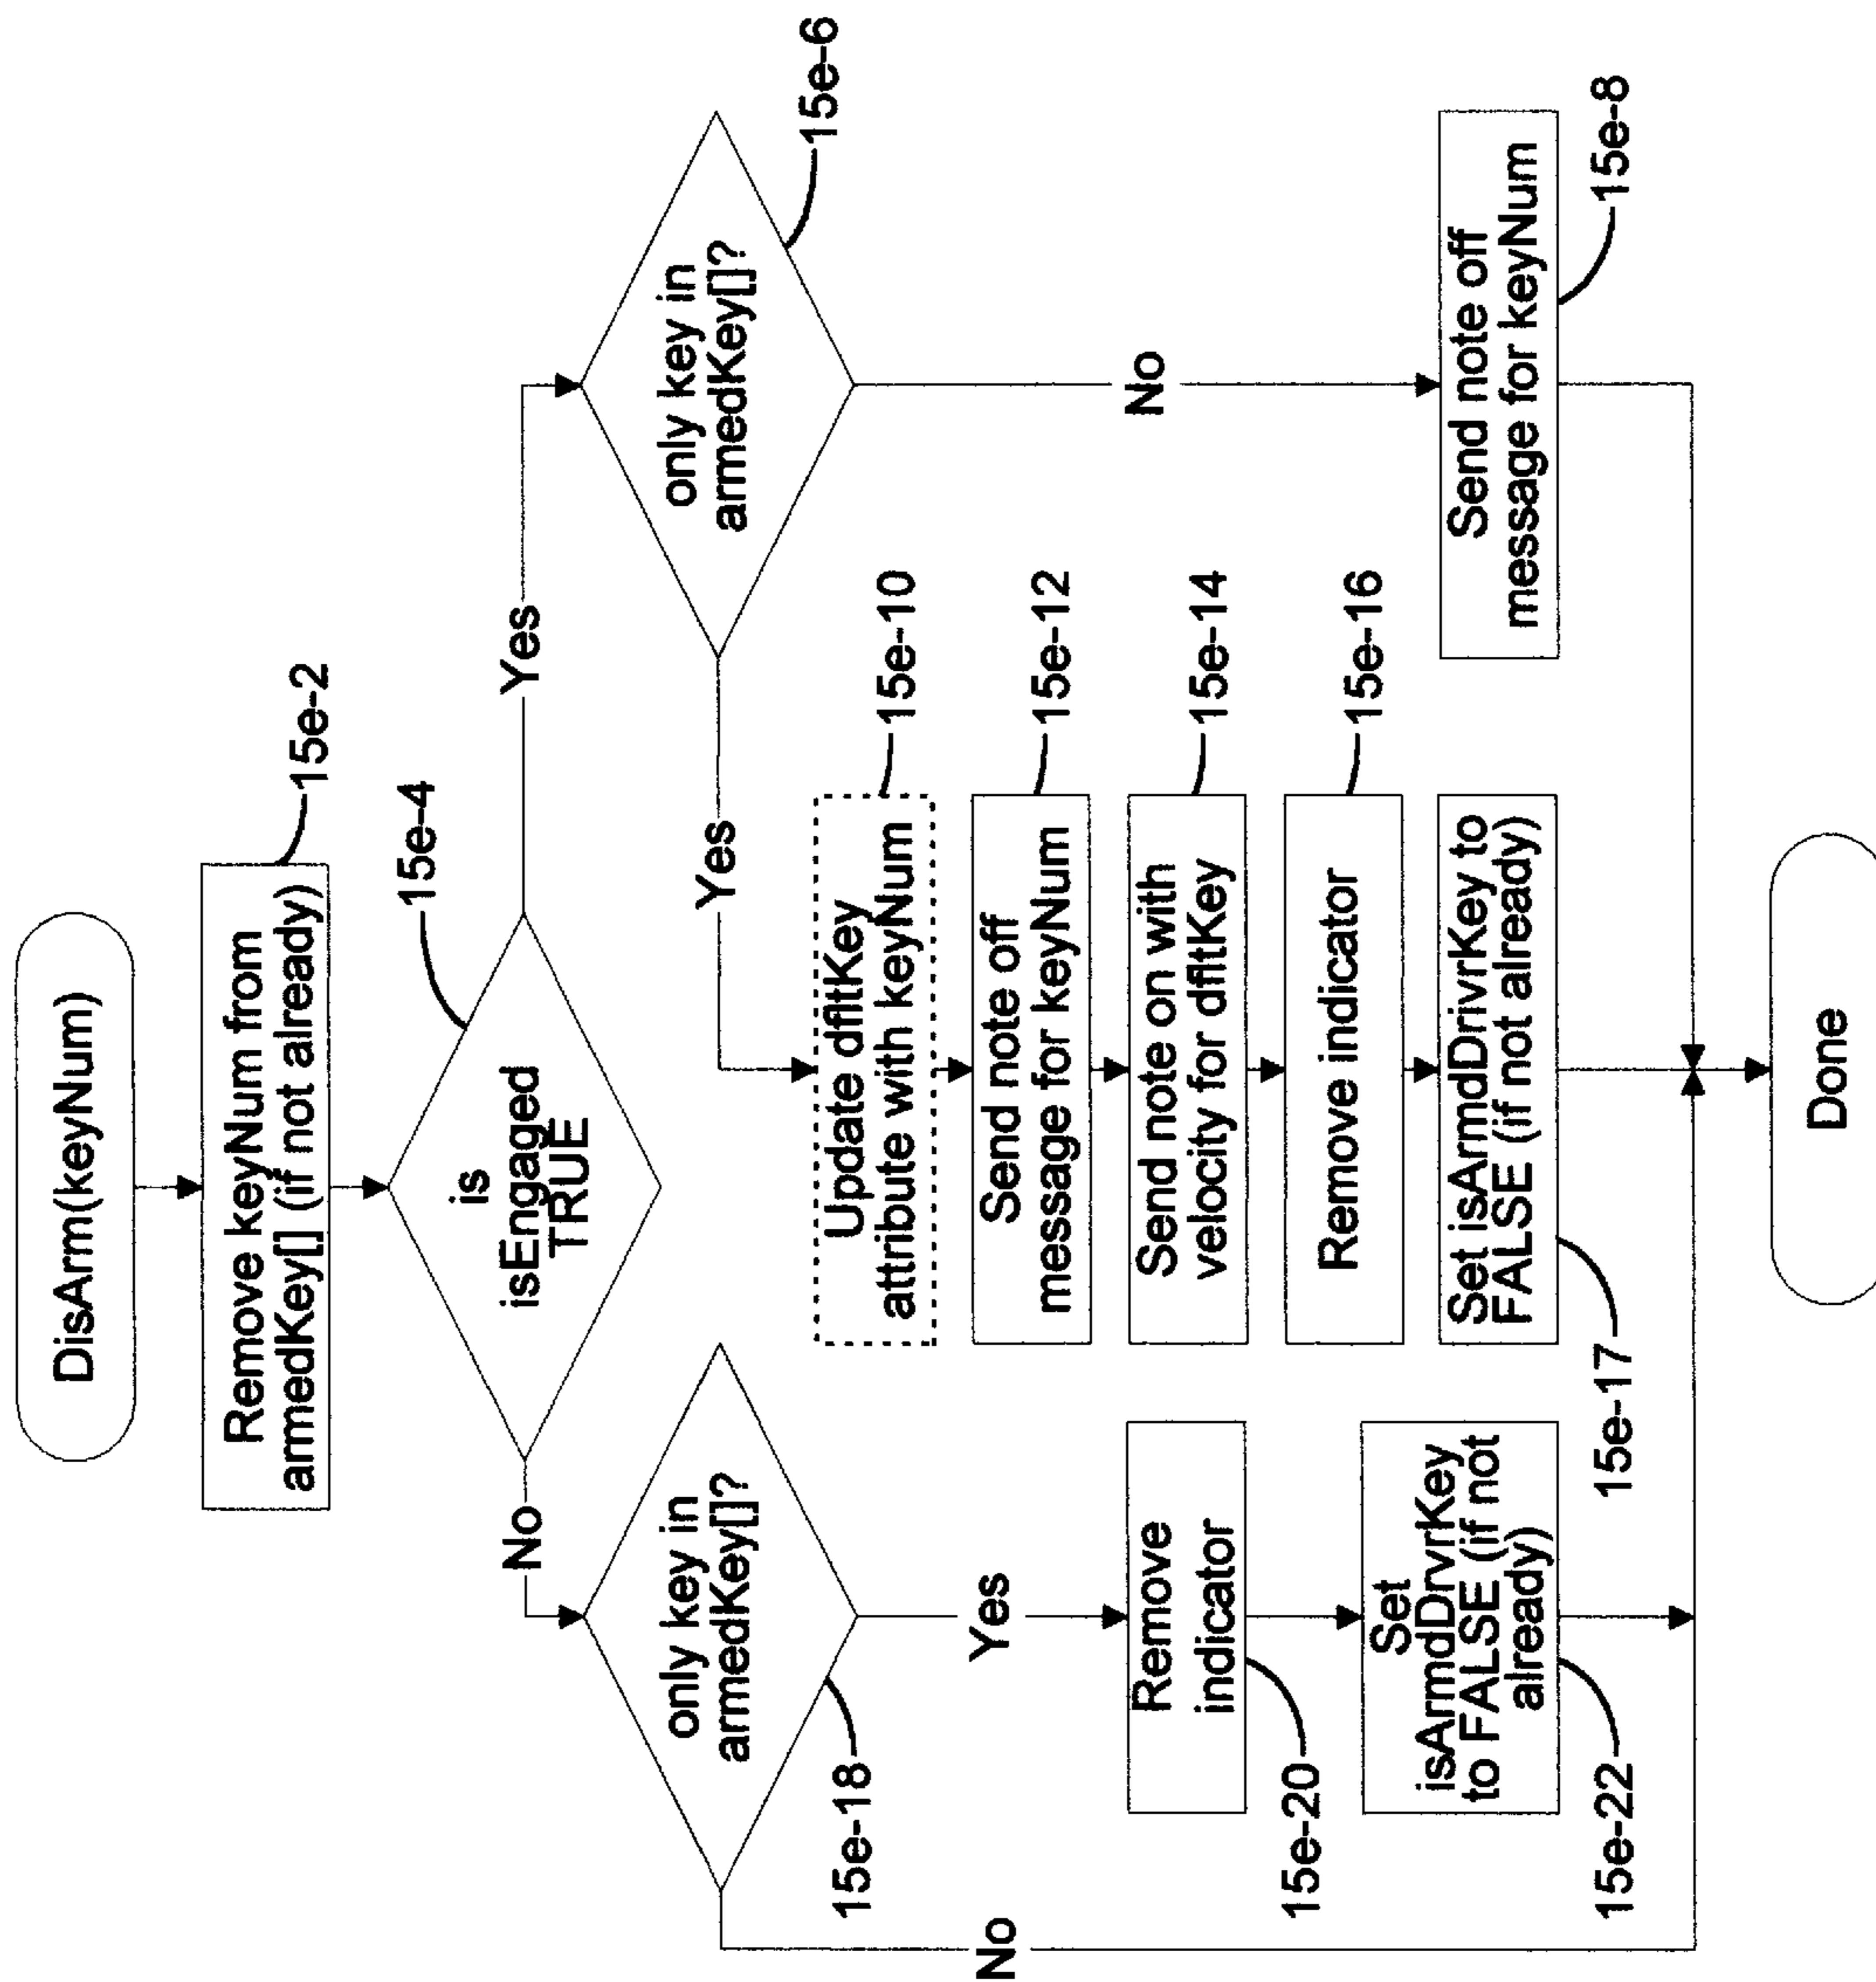 DisArm(keyNum)
Remove keyNum from
armedKey[] (if not already)
15e-2
is
isEngaged
TRUE
15e-4
No
Yes
only key in
armedKey[]?
15e-18
only key in
armedKey[]?
15e-6
Yes
Update dfltKey
attribute with keyNum
15e-10
Send note off
message for keyNum
15e-12
Send note on with
velocity for dfltKey
15e-14
Remove indicator
15e-16
Set isArmdDrivrKey to
FALSE (if not already)
15e-17
No
Send note off
message for keyNum
15e-8
Yes
Remove
indicator
15e-20
Set
isArmdDrvrKey
to FALSE (if not
already)
15e-22
No
Done